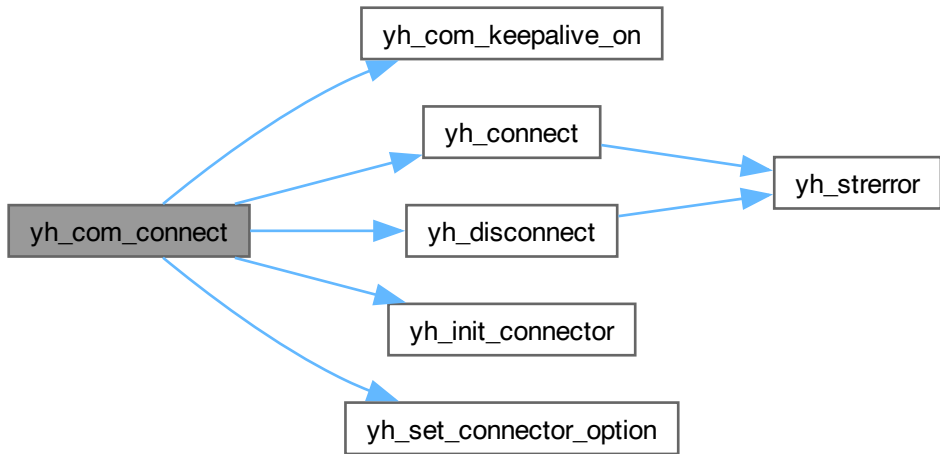 yh_com_keepalive_on
yh_connect
yh_strerror
yh_com_connect
yh_disconnect
yh_init_connector
yh_set_connector_option